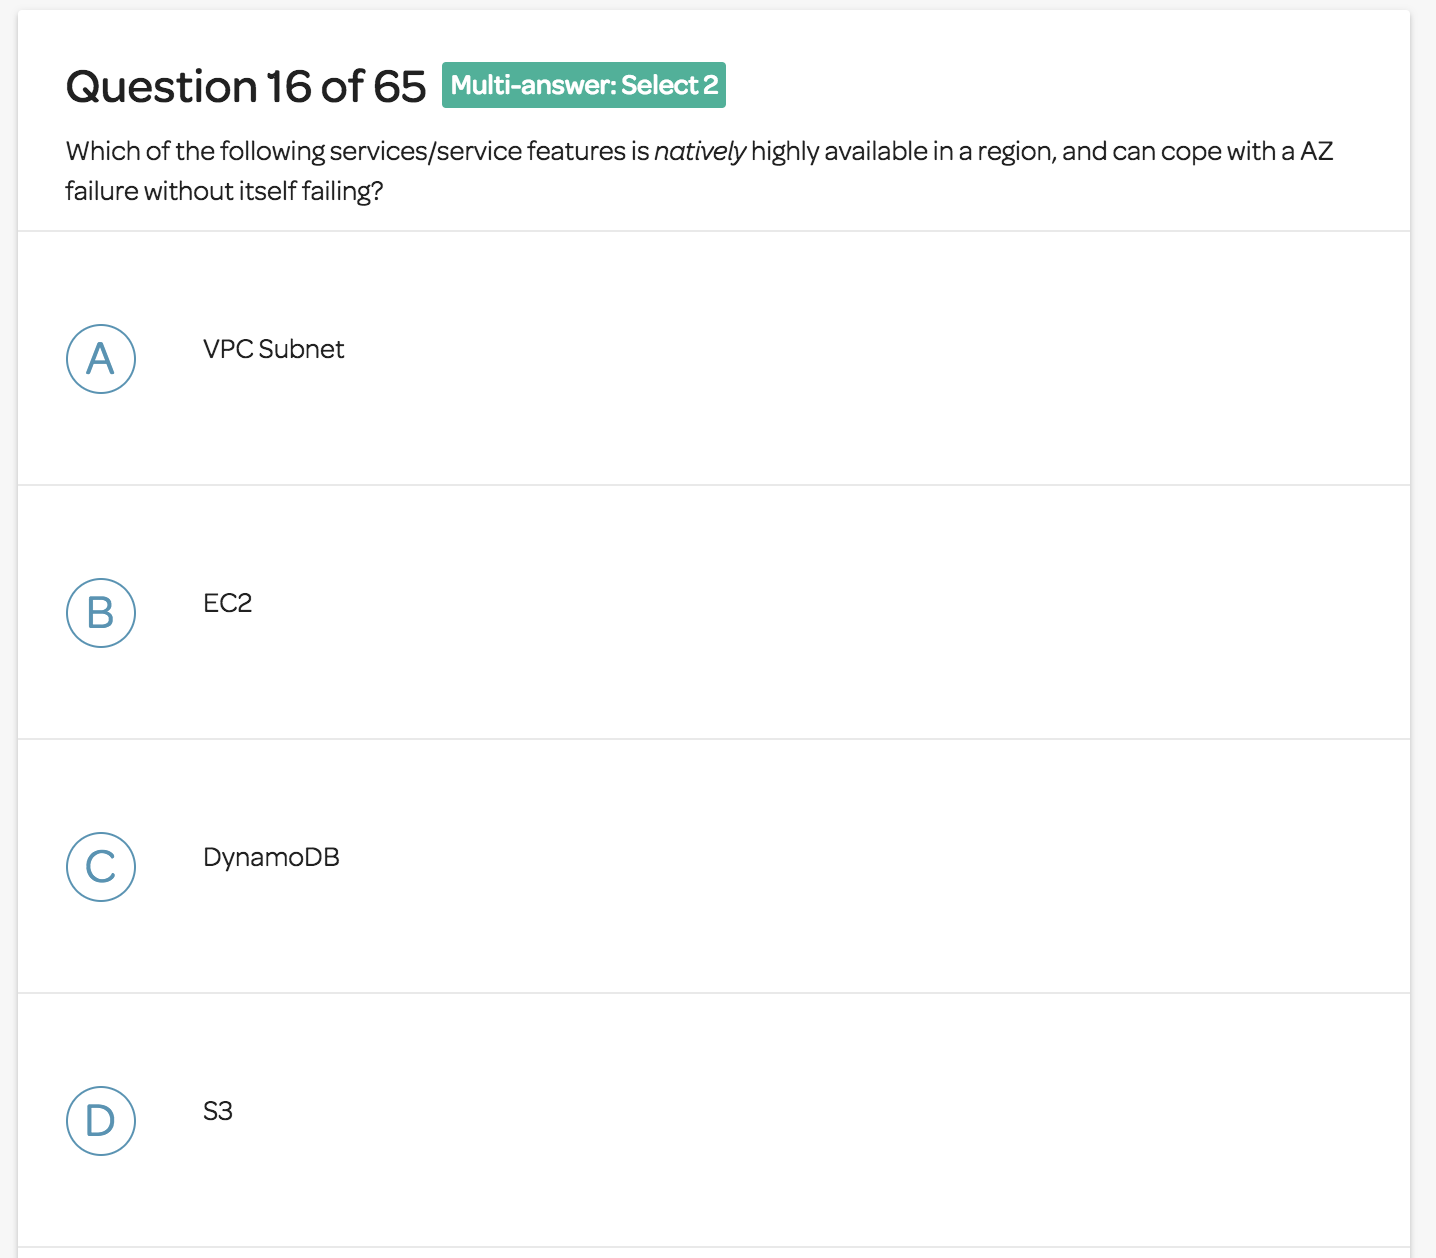 Question 16 of 65 Multi-answer: Select 2
Which of the following services/service features is natively highly available in a region, and can cope with a AZ
failure without itself failing?
A VPC Subnet
B EC2
C DynamoDB
D S3